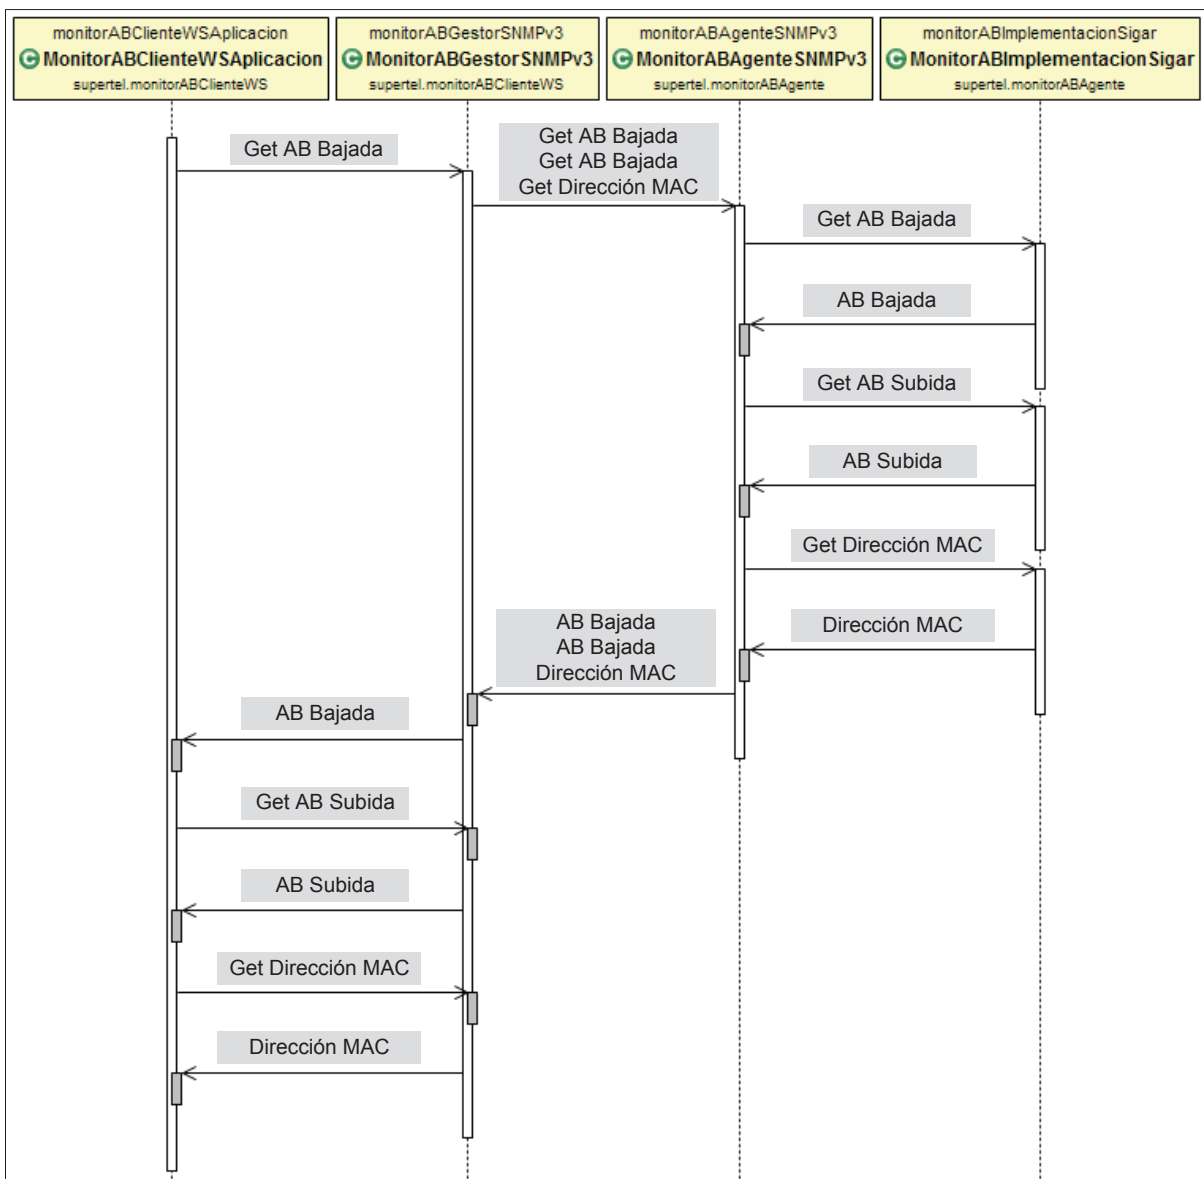 monitorABClienteWSAplicacion
C MonitorABClienteWSAplicacion
supertel.monitorABClienteWS
monitorABGestorSNMPv3
C MonitorABGestorSNMPv3
supertel.monitorABClienteWS
monitorABAgenteSNMPv3
C MonitorABAgenteSNMPv3
supertel.monitorABAgente
monitorABImplementacionSigar
C MonitorABImplementacionSigar
supertel.monitorABAgente
Get AB Bajada
Get AB Bajada
Get AB Bajada
Get Dirección MAC
Get AB Bajada
AB Bajada
Get AB Subida
AB Subida
Get Dirección MAC
Dirección MAC
AB Bajada
AB Bajada
Dirección MAC
AB Bajada
Get AB Subida
AB Subida
Get Dirección MAC
Dirección MAC